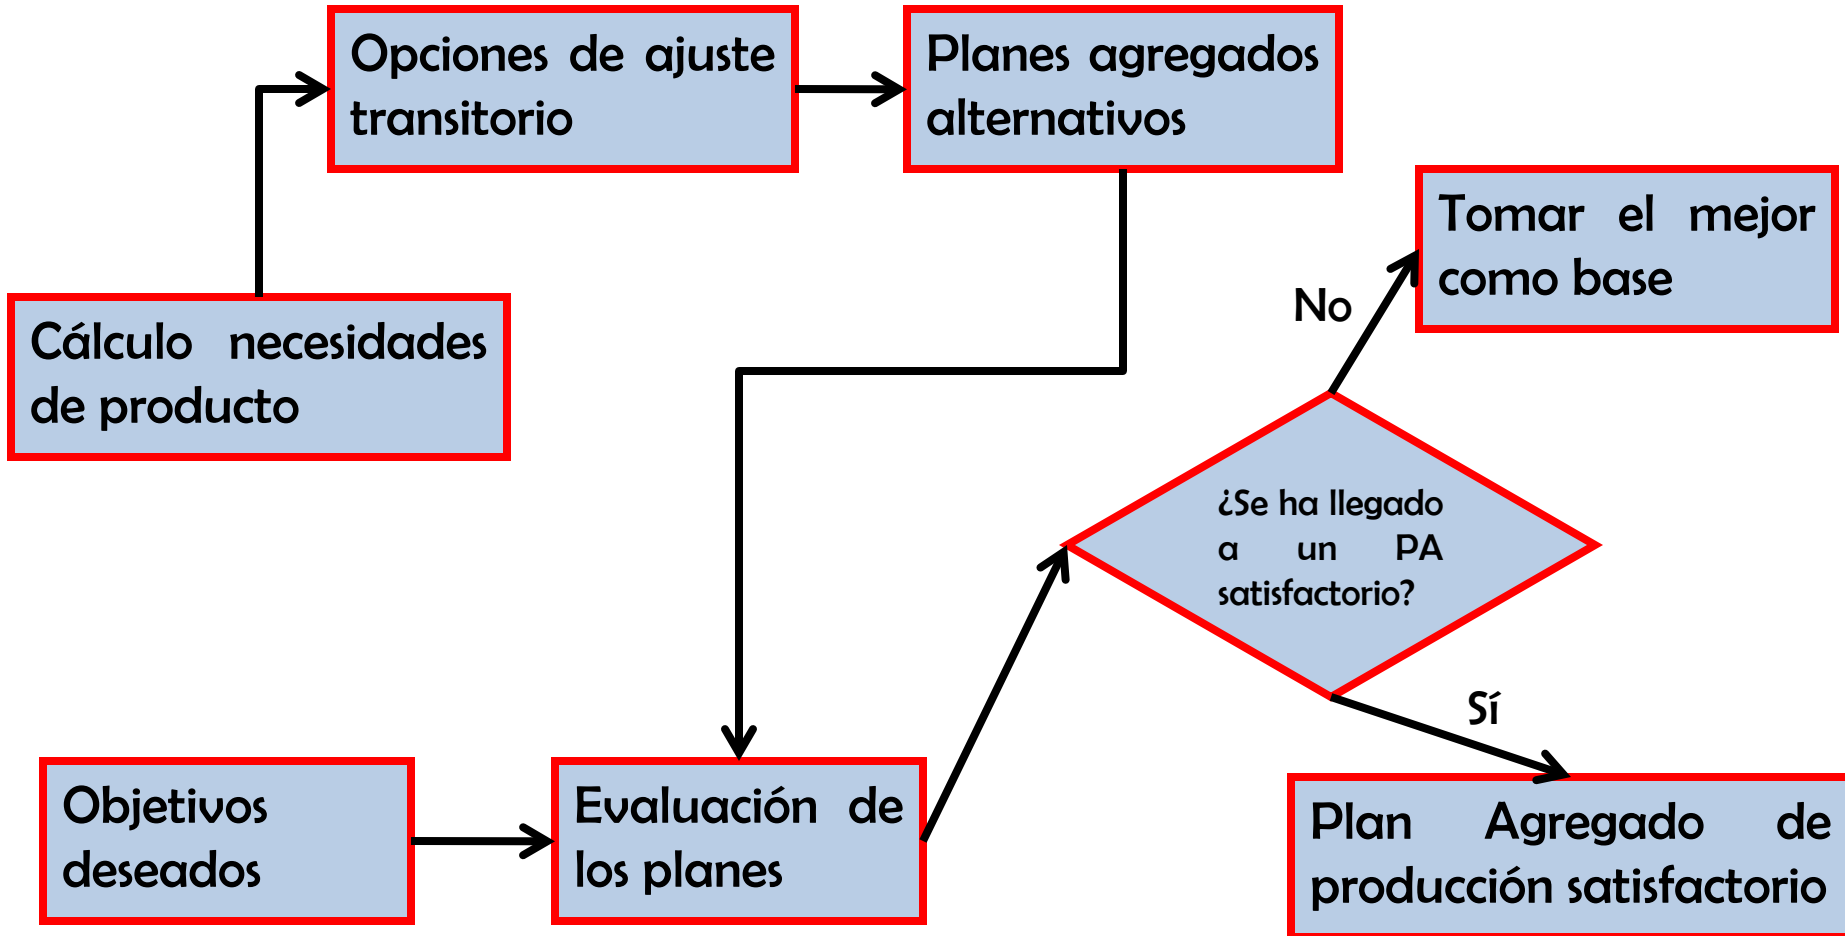 Opciones de ajuste
transitorio
Planes agregados
alternativos
Tomar el mejor
como base
No
Cálculo necesidades
de producto
¿Se ha llegado
a un PA
satisfactorio?
Sí
Objetivos
deseados
Evaluación de
los planes
Plan Agregado de
producción satisfactorio